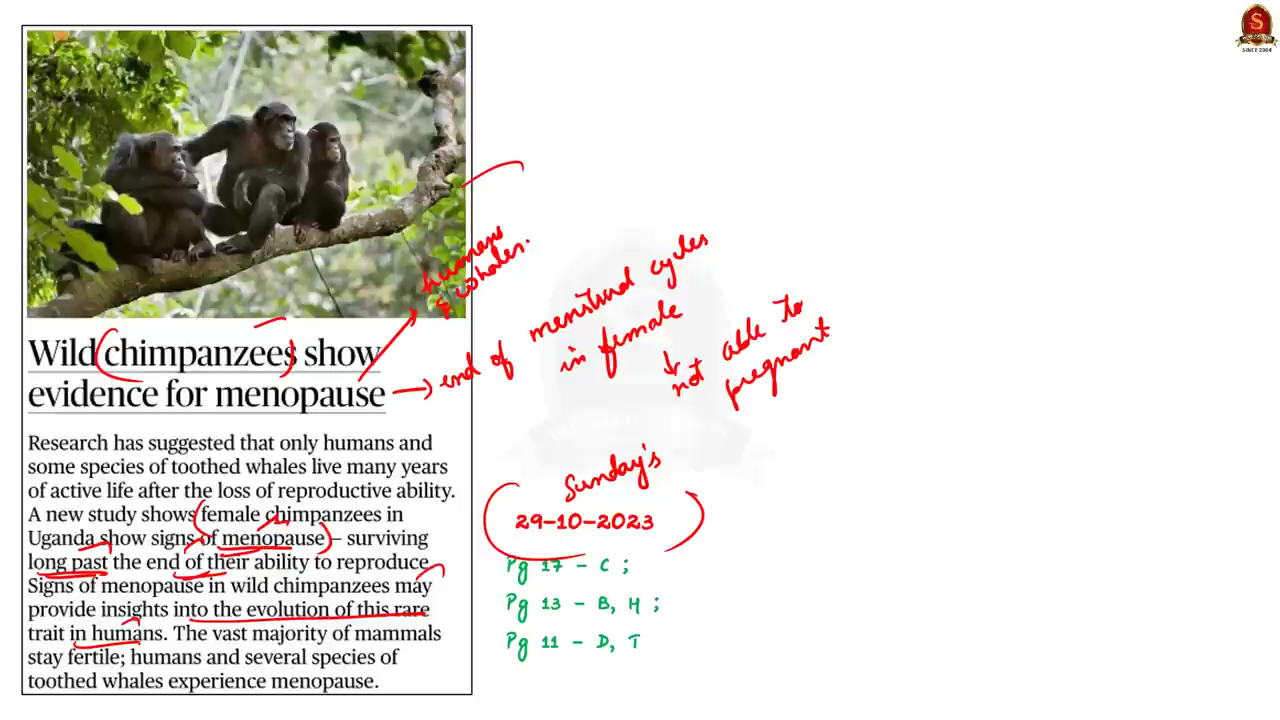 S
SINCE 2004
humans
& whales.
Wild chimpanzees show
evidence for menopause
end of menstrual cycles
in female
not able to
pregnant
Research has suggested that only humans and
some species of toothed whales live many years
of active life after the loss of reproductive ability.
A new study shows female chimpanzees in
Uganda show signs of menopause – surviving
long past the end of their ability to reproduce.
Signs of menopause in wild chimpanzees may
provide insights into the evolution of this rare
trait in humans. The vast majority of mammals
stay fertile; humans and several species of
toothed whales experience menopause.
Sunday's
29-10-2023
Pg 17 - C ;
Pg 13 - B, H ;
Pg 11 - D, T